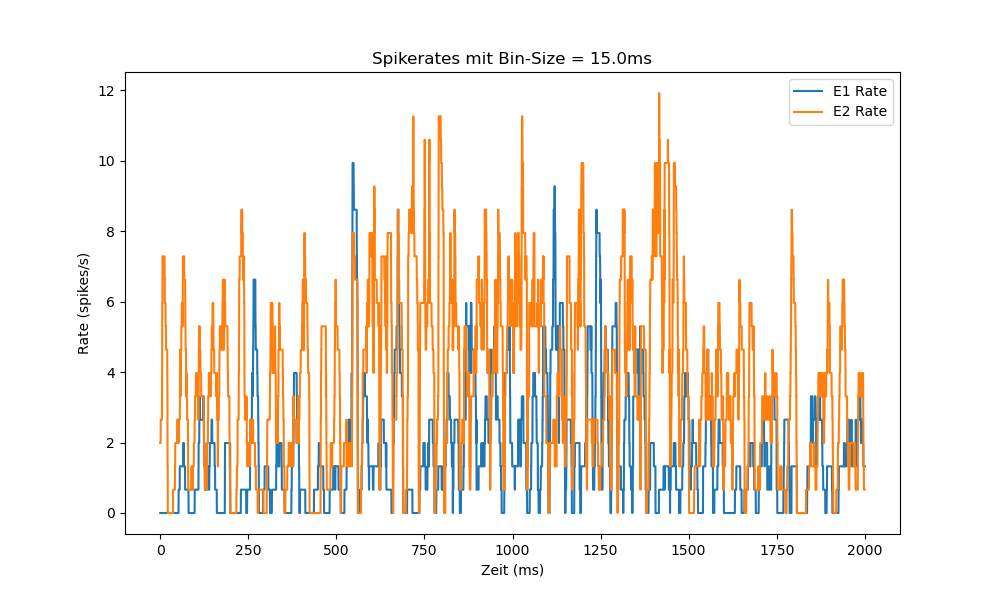 Spikerates mit Bin-Size = 15.0ms
E1 Rate
E2 Rate
Rate (spikes/s)
12
10
8
6
4
2
0
0 250 500 750 1000 1250 1500 1750 2000
Zeit (ms)